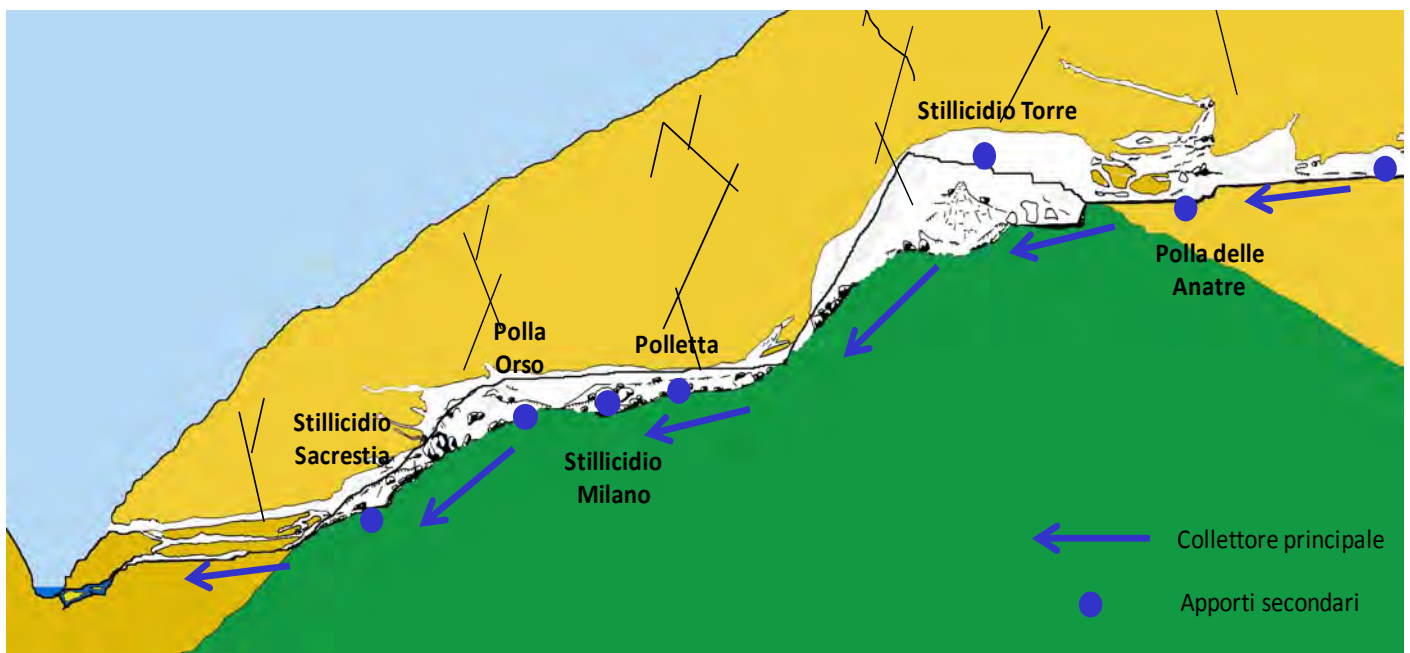 Stillicidio Torre
Polla delle
Anatre
Polla
Orso
Polletta
Stillicidio
Sacrestia
Stillicidio
Milano
Collettore principale
Apporti secondari